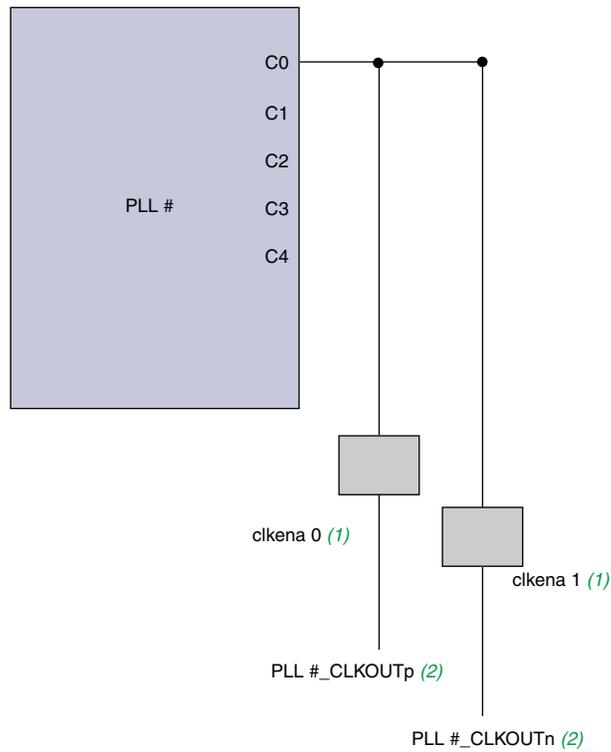 C0
C1
C2
PLL #
C3
C4
clkena 0 (1)
clkena 1 (1)
PLL #_CLKOUTp (2)
PLL #_CLKOUTn (2)